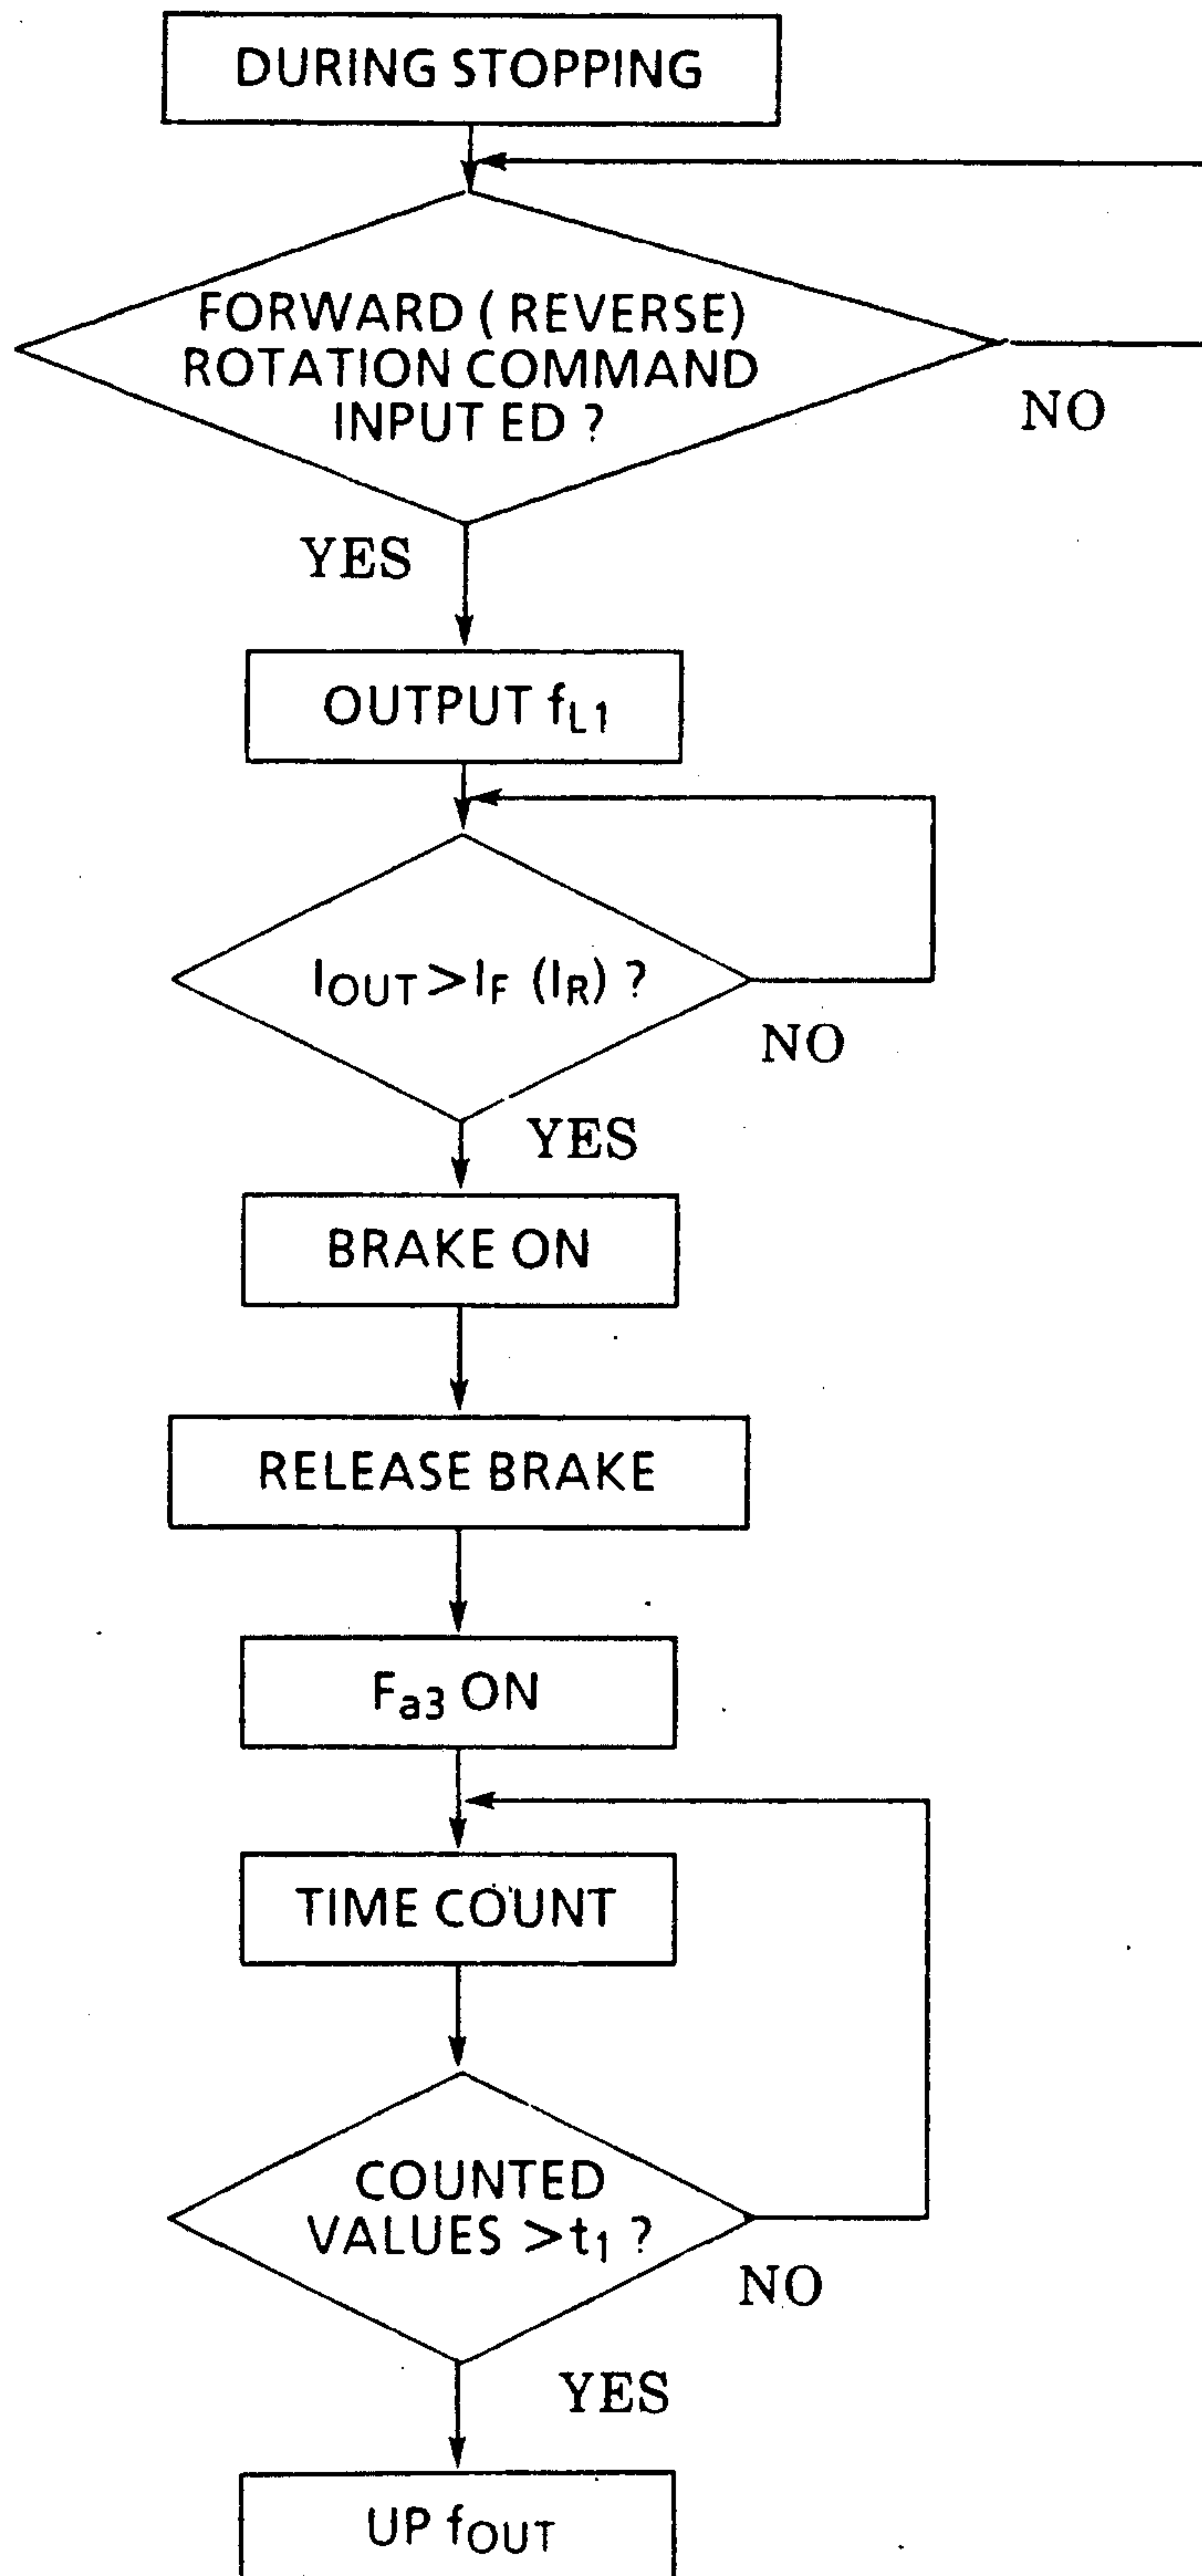 DURING STOPPING
FORWARD ( REVERSE)
ROTATION COMMAND
INPUT ED ?
NO
YES
OUTPUT fL1
IOUT >IF (IR) ?
NO
YES
BRAKE ON
RELEASE BRAKE
Fa3 ON
TIME COUNT
COUNTED
VALUES >t1 ?
NO
YES
UP fOUT